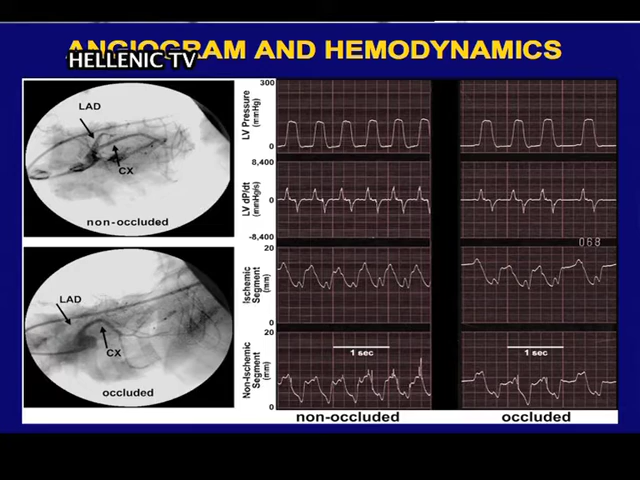 ANGIOGRAM AND HEMODYNAMICS
HELLENIC TV
LAD
CX
non-occluded
LAD
CX
occluded
LV Pressure
(mmHg)
300
0
LV dP/dt
(mmHg/s)
8,400
0
-8,400
Ischemic
Segment
(mm)
20
0
068
Non-Ischemic
Segment
(mm)
20
0
1 sec
1 sec
non-occluded
occluded